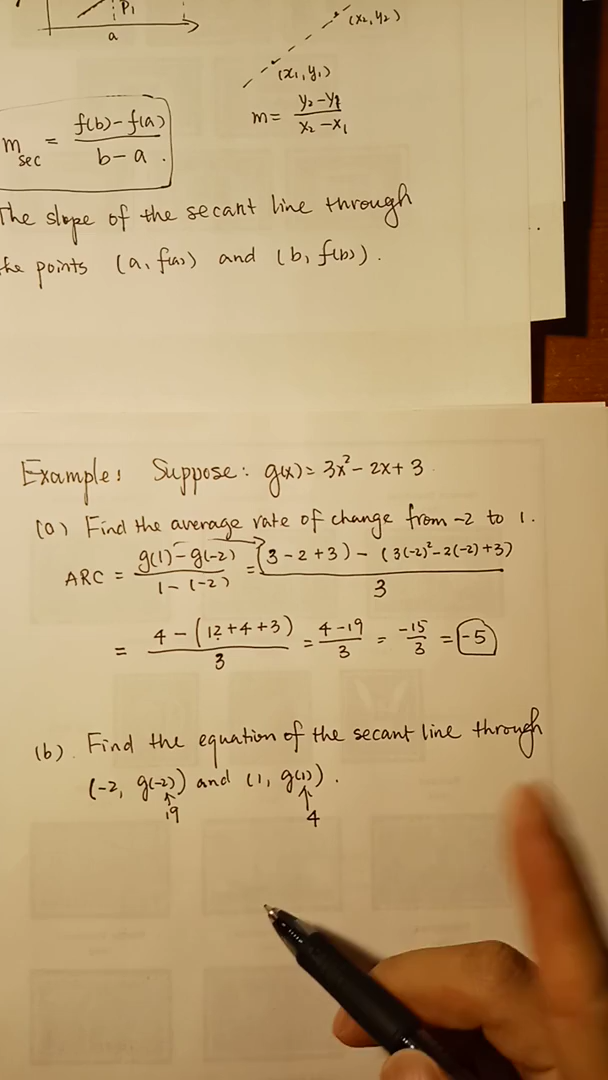 P₁
a
(x₂, y₂)
(x₁, y₁)
m = (y₂ - y₁)/(x₂ - x₁)
m sec = (f(b) - f(a))/(b - a).
The slope of the secant line through
the points (a, f(a)) and (b, f(b)).
Example: Suppose: g(x) = 3x² - 2x + 3
(a) Find the average rate of change from -2 to 1.
ARC = (g(1) - g(-2))/(1 - (-2)) = ((3 - 2 + 3) - (3(-2)² - 2(-2) + 3))/3
= (4 - (12 + 4 + 3))/3 = (4 - 19)/3 = -15/3 = -5
(b). Find the equation of the secant line through
(-2, g(-2)) and (1, g(1)).
19
4